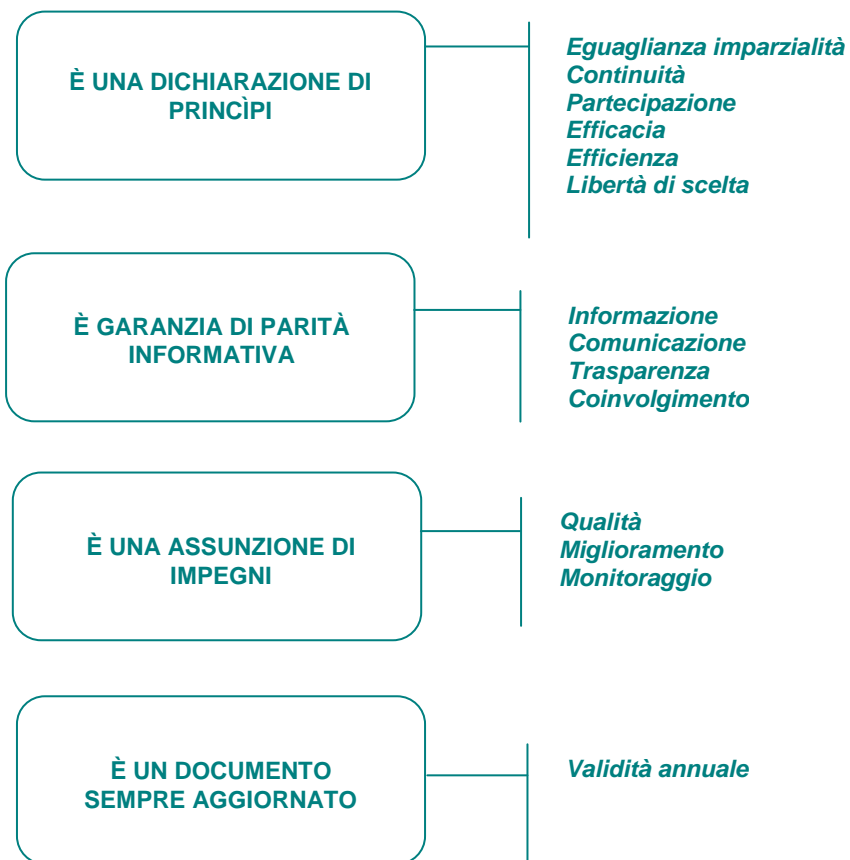 È UNA DICHIARAZIONE DI
PRINCÌPI
Eguaglianza imparzialità
Continuità
Partecipazione
Efficacia
Efficienza
Libertà di scelta
È GARANZIA DI PARITÀ
INFORMATIVA
Informazione
Comunicazione
Trasparenza
Coinvolgimento
È UNA ASSUNZIONE DI
IMPEGNI
Qualità
Miglioramento
Monitoraggio
È UN DOCUMENTO
SEMPRE AGGIORNATO
Validità annuale